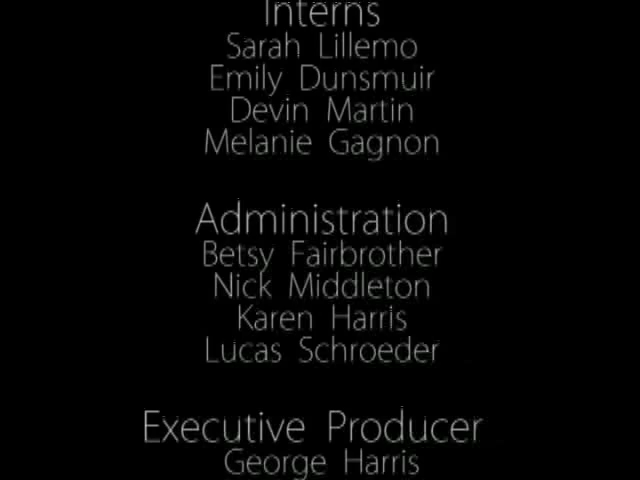 Interns
Sarah Lillemo
Emily Dunsmuir
Devin Martin
Melanie Gagnon
Administration
Betsy Fairbrother
Nick Middleton
Karen Harris
Lucas Schroeder
Executive Producer
George Harris